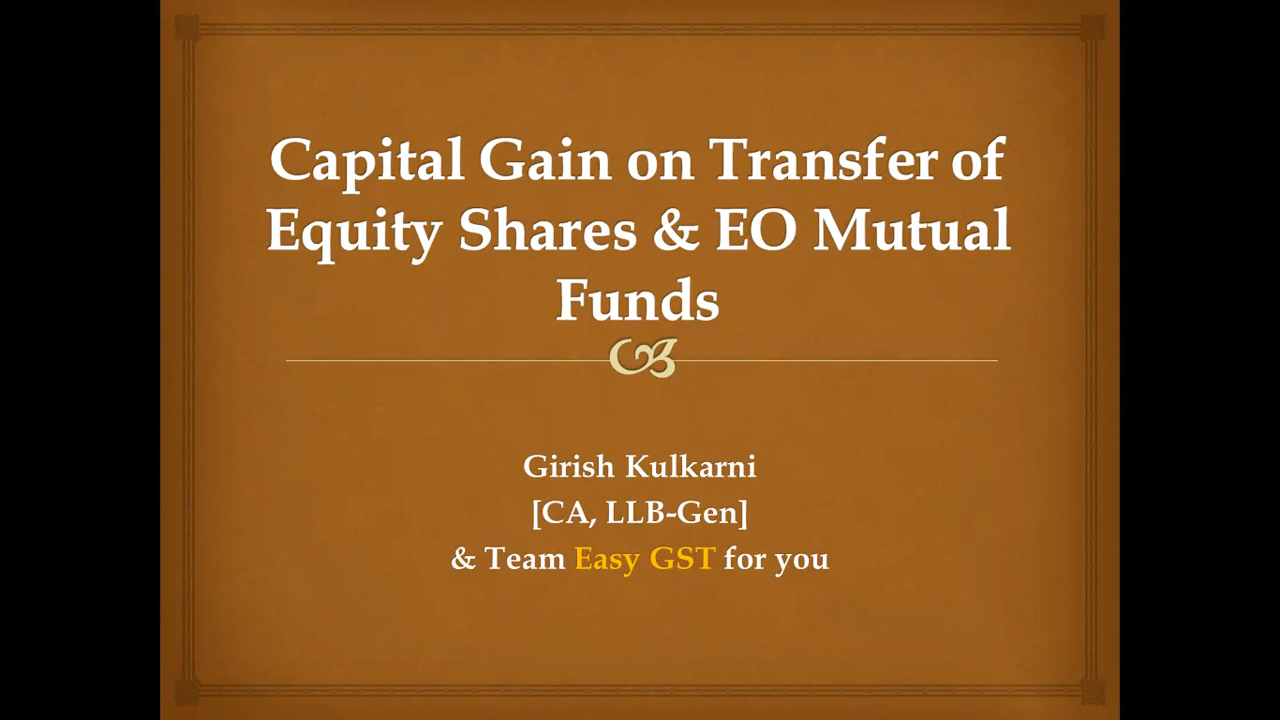 Capital Gain on Transfer of
Equity Shares & EO Mutual
Funds
Girish Kulkarni
[CA, LLB-Gen]
& Team Easy GST for you